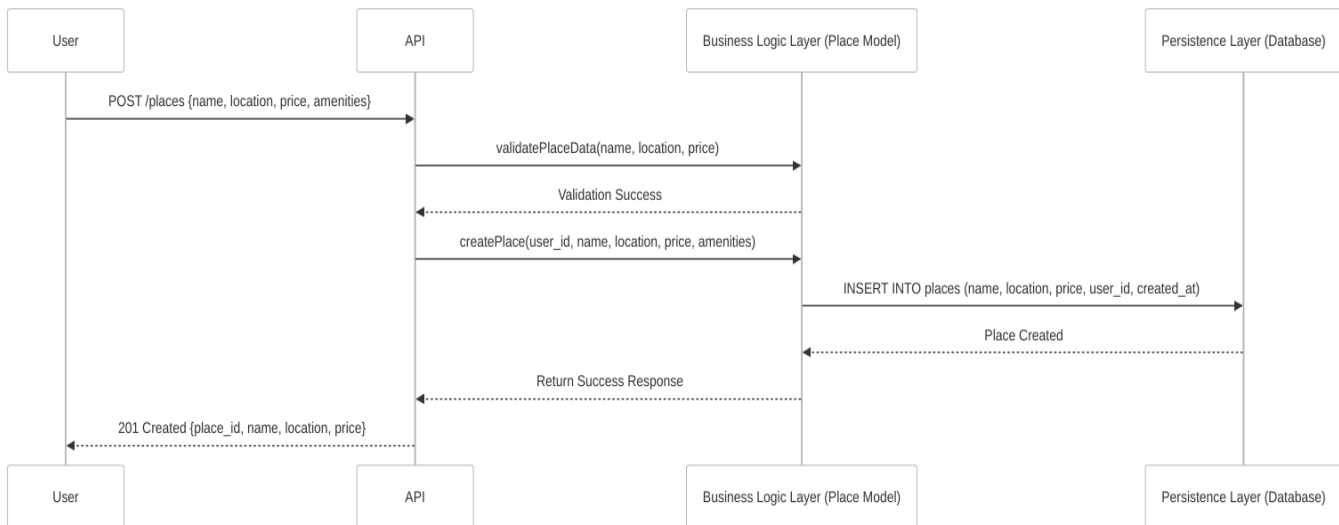 User
API
Business Logic Layer (Place Model)
Persistence Layer (Database)
POST /places {name, location, price, amenities}
validatePlaceData(name, location, price)
Validation Success
createPlace(user_id, name, location, price, amenities)
INSERT INTO places (name, location, price, user_id, created_at)
Place Created
Return Success Response
201 Created {place_id, name, location, price}
User
API
Business Logic Layer (Place Model)
Persistence Layer (Database)